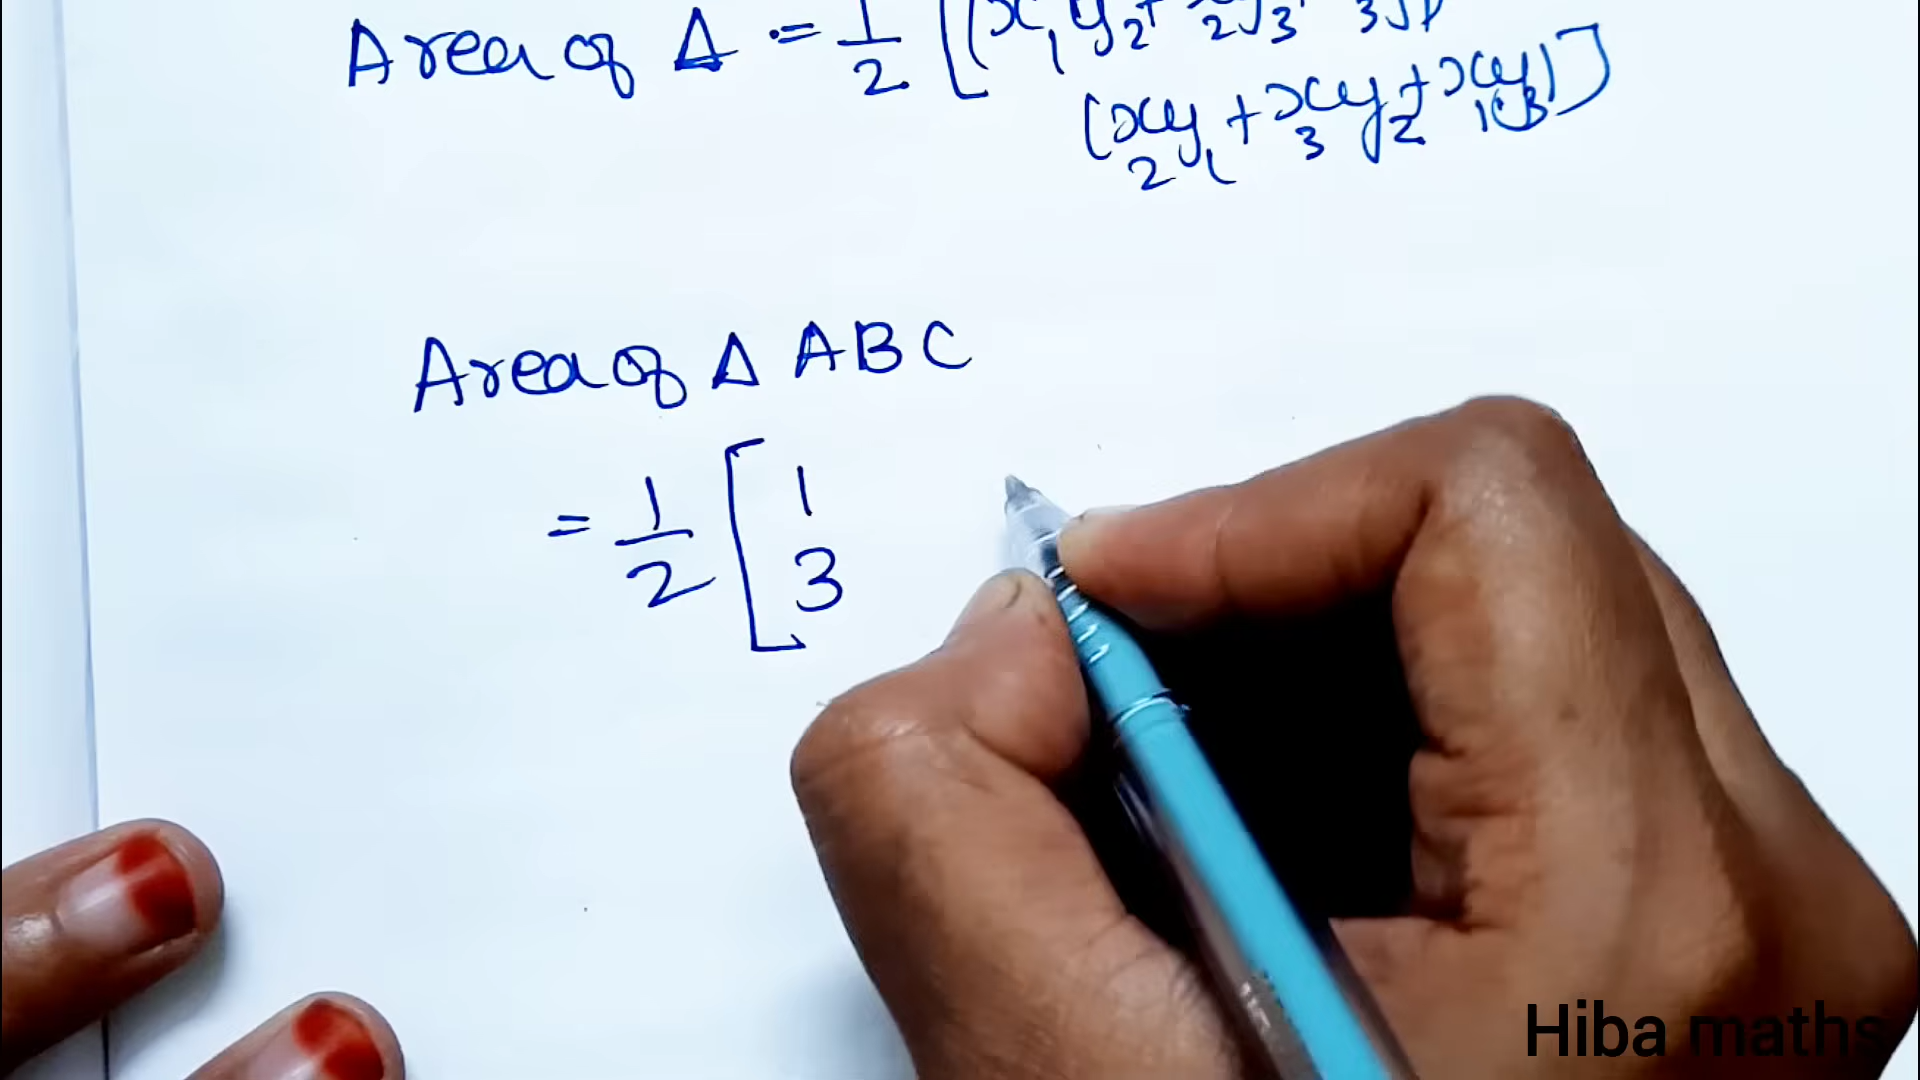 Area of Δ = 1/2 [(x₁y₂ + x₂y₃ + x₃y₁
(x₂y₁ + x₃y₂ + x₁y₃)]
Area of Δ ABC
= 1/2 [1
3
Hiba maths